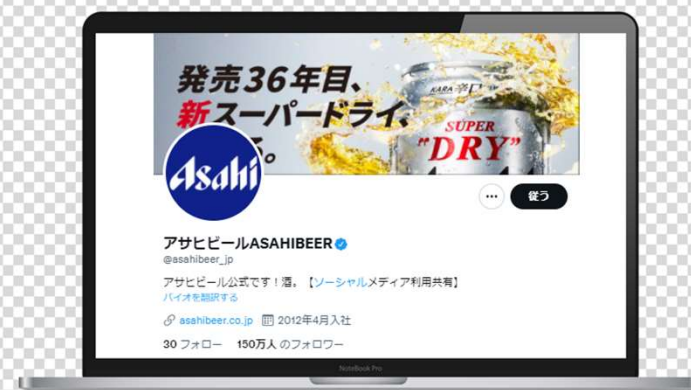 発売36年目、
新スーパードライ、
。
KARA 辛口
SUPER
"DRY"
Asahi
従う
アサヒビールASAHIBEER
@asahibeer_jp
アサヒビール公式です！酒。【ソーシャルメディア利用共有】
バイオを翻訳する
asahibeer.co.jp 2012年4月入社
30 フォロー 150万人 のフォロワー
NoteBook Pro